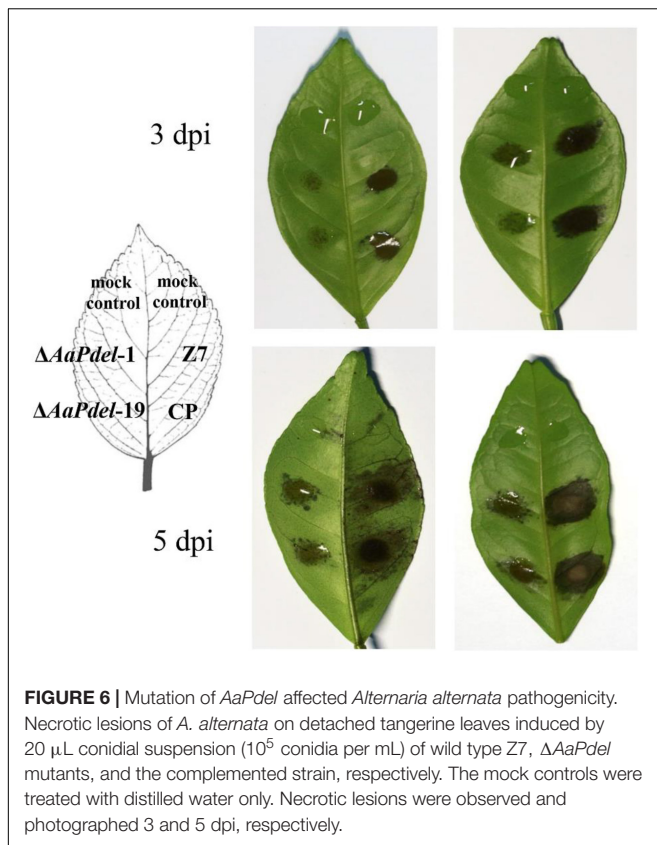 3 dpi
mock mock
control control
ΔAaPdel-1 Z7
ΔAaPdel-19 CP
5 dpi
FIGURE 6 | Mutation of AaPdel affected Alternaria alternata pathogenicity.
Necrotic lesions of A. alternata on detached tangerine leaves induced by
20 μL conidial suspension (10⁵ conidia per mL) of wild type Z7, ΔAaPdel
mutants, and the complemented strain, respectively. The mock controls were
treated with distilled water only. Necrotic lesions were observed and
photographed 3 and 5 dpi, respectively.